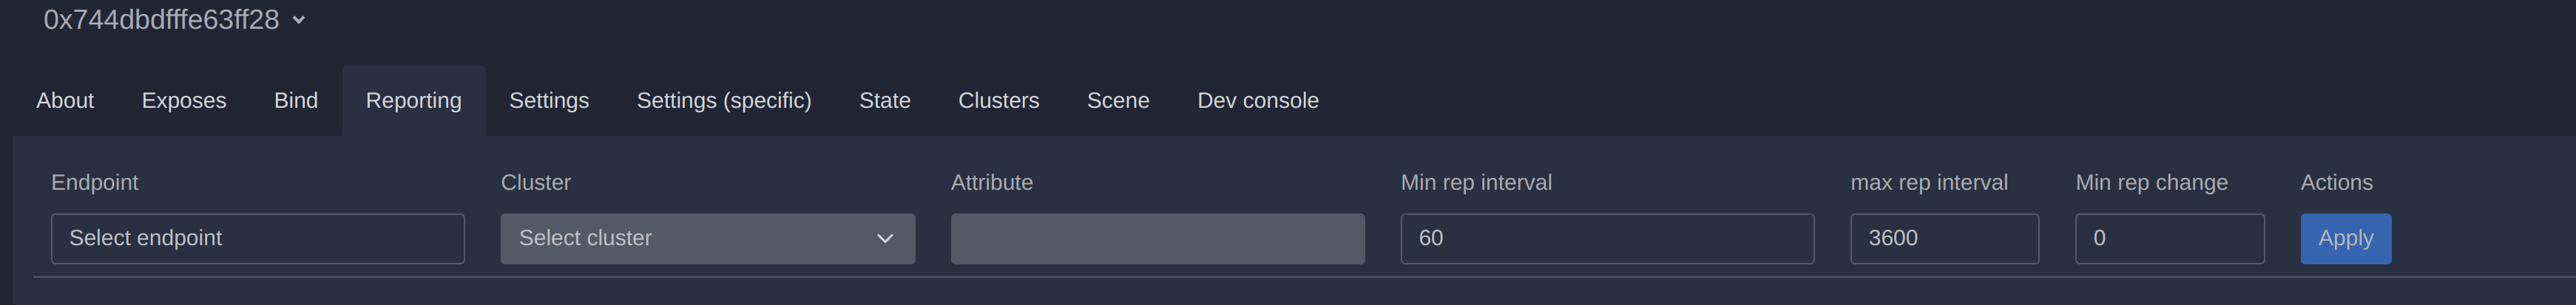 0x744dbdfffe63ff28
About Exposes Bind Reporting Settings Settings (specific) State Clusters Scene Dev console
Endpoint Cluster Attribute Min rep interval max rep interval Min rep change Actions
Select endpoint Select cluster 60 3600 0 Apply